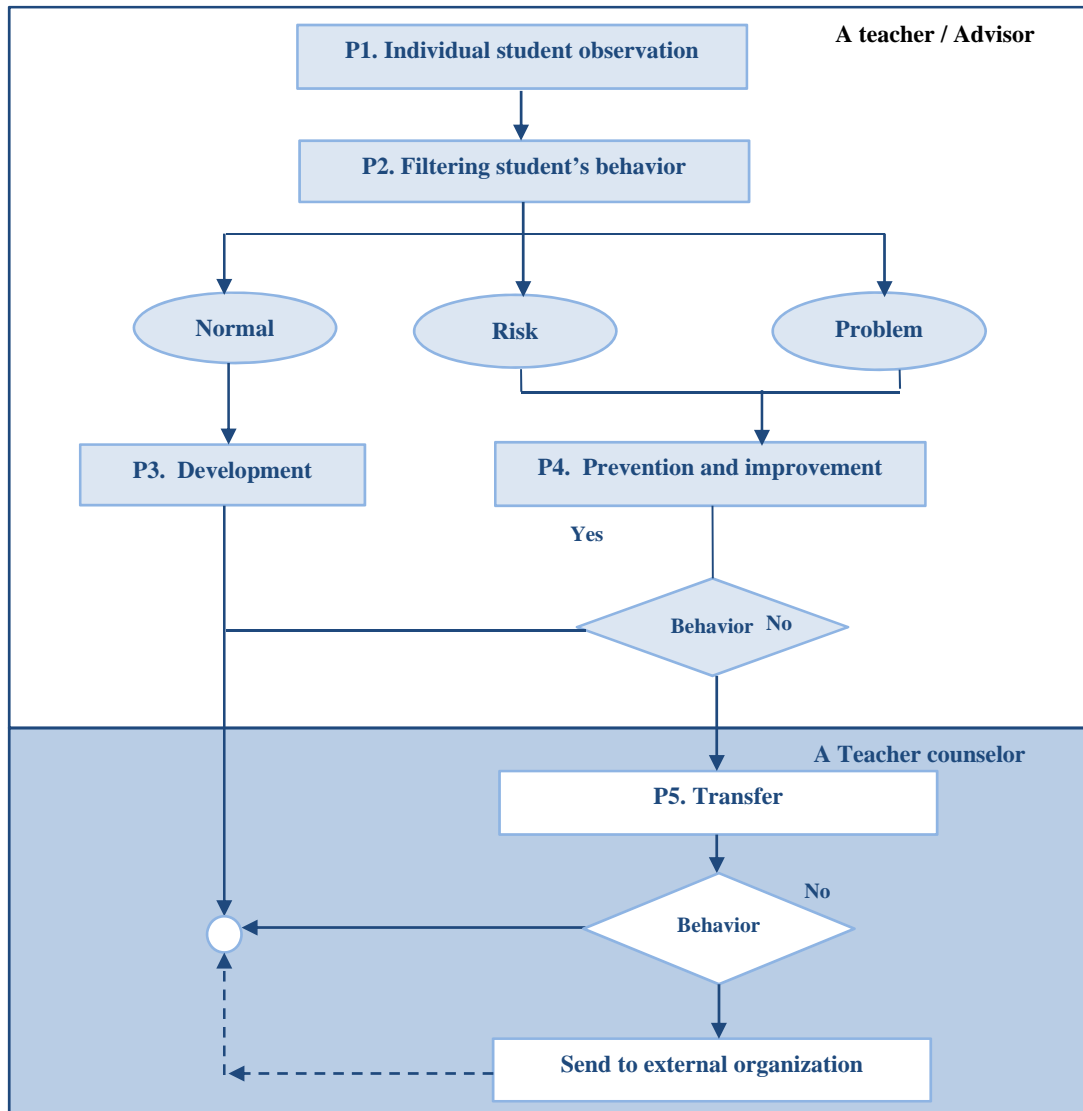 A teacher / Advisor
P1. Individual student observation
P2. Filtering student’s behavior
Normal
Risk
Problem
P3.  Development
P4.  Prevention and improvement
Yes
Behavior
No
A Teacher counselor
P5. Transfer
No
Behavior
Send to external organization